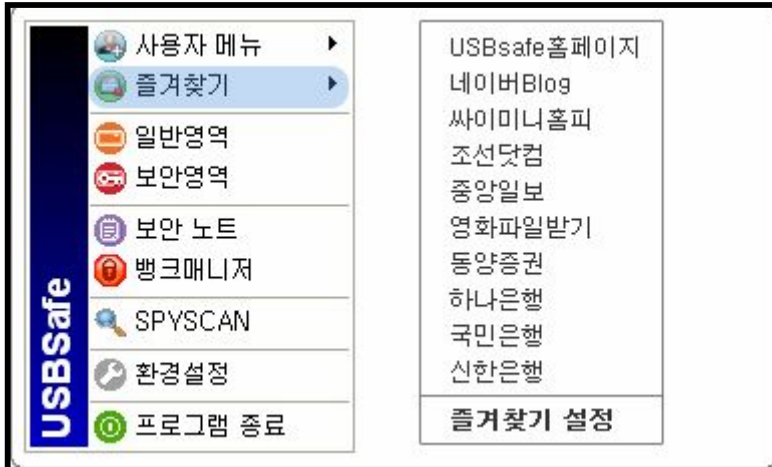 USBSafe
사용자 메뉴
즐겨찾기
일반영역
보안영역
보안 노트
뱅크매니저
SPYSCAN
환경설정
프로그램 종료
USBsafe홈페이지
네이버Blog
싸이미니홈피
조선닷컴
중앙일보
영화파일받기
동양증권
하나은행
국민은행
신한은행
즐겨찾기 설정